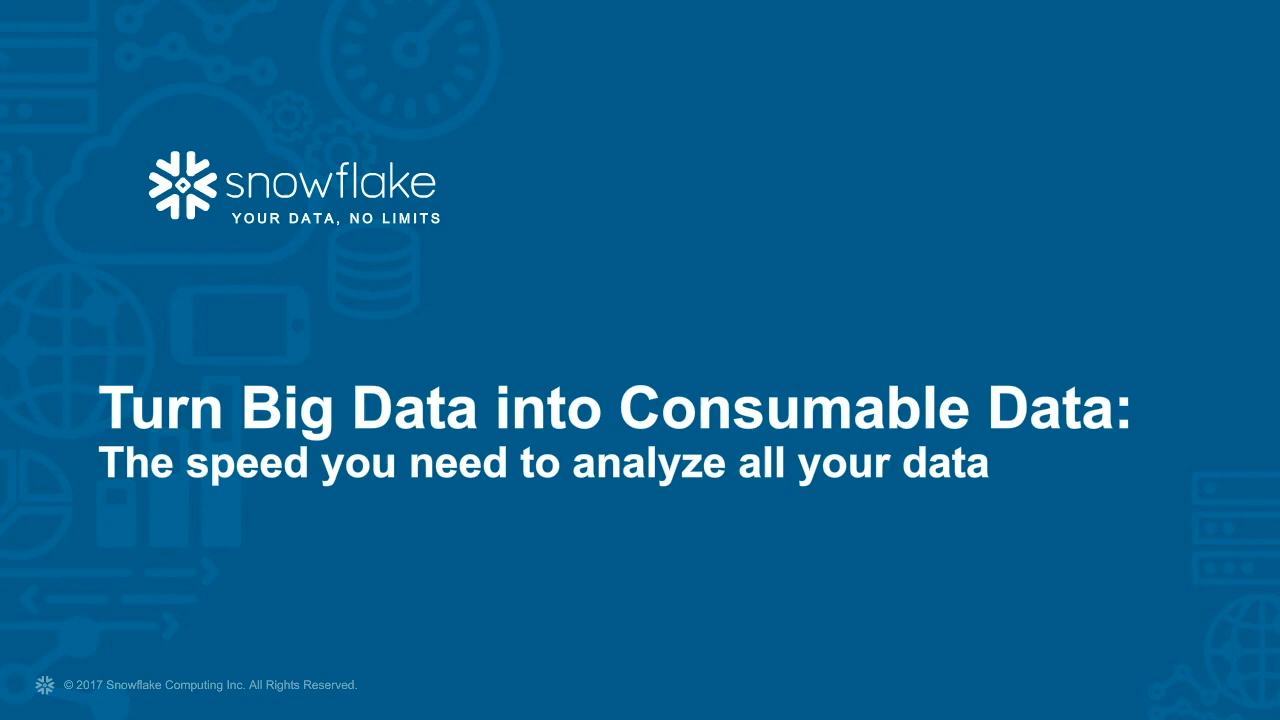 snowflake
YOUR DATA, NO LIMITS
Turn Big Data into Consumable Data:
The speed you need to analyze all your data
© 2017 Snowflake Computing Inc. All Rights Reserved.